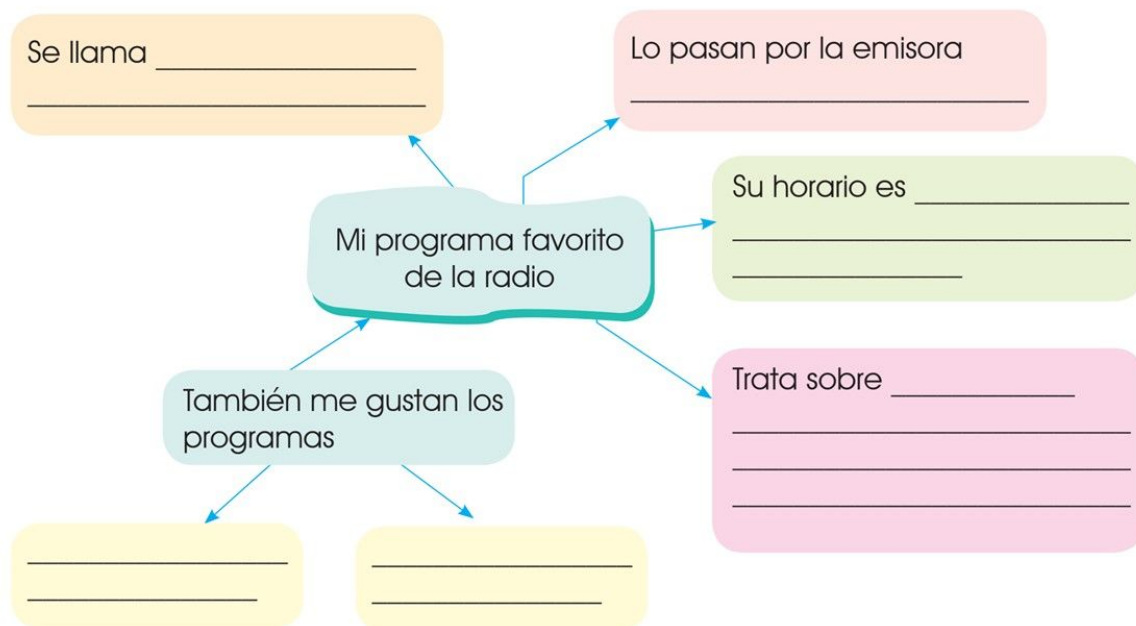 Se llama
Lo pasan por la emisora
Su horario es
Mi programa favorito
de la radio
Trata sobre
También me gustan los
programas